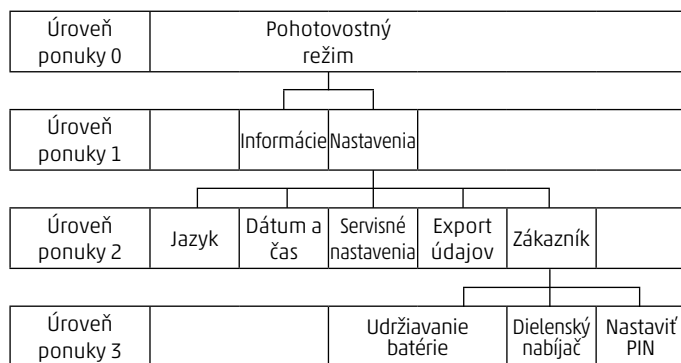 Úroveň
ponuky 0
Pohotovostný
režim
Úroveň
ponuky 1
Informácie
Nastavenia
Úroveň
ponuky 2
Jazyk
Dátum a
čas
Servisné
nastavenia
Export
údajov
Zákazník
Úroveň
ponuky 3
Udržiavanie
batérie
Dielenský
nabíjač
Nastaviť
PIN